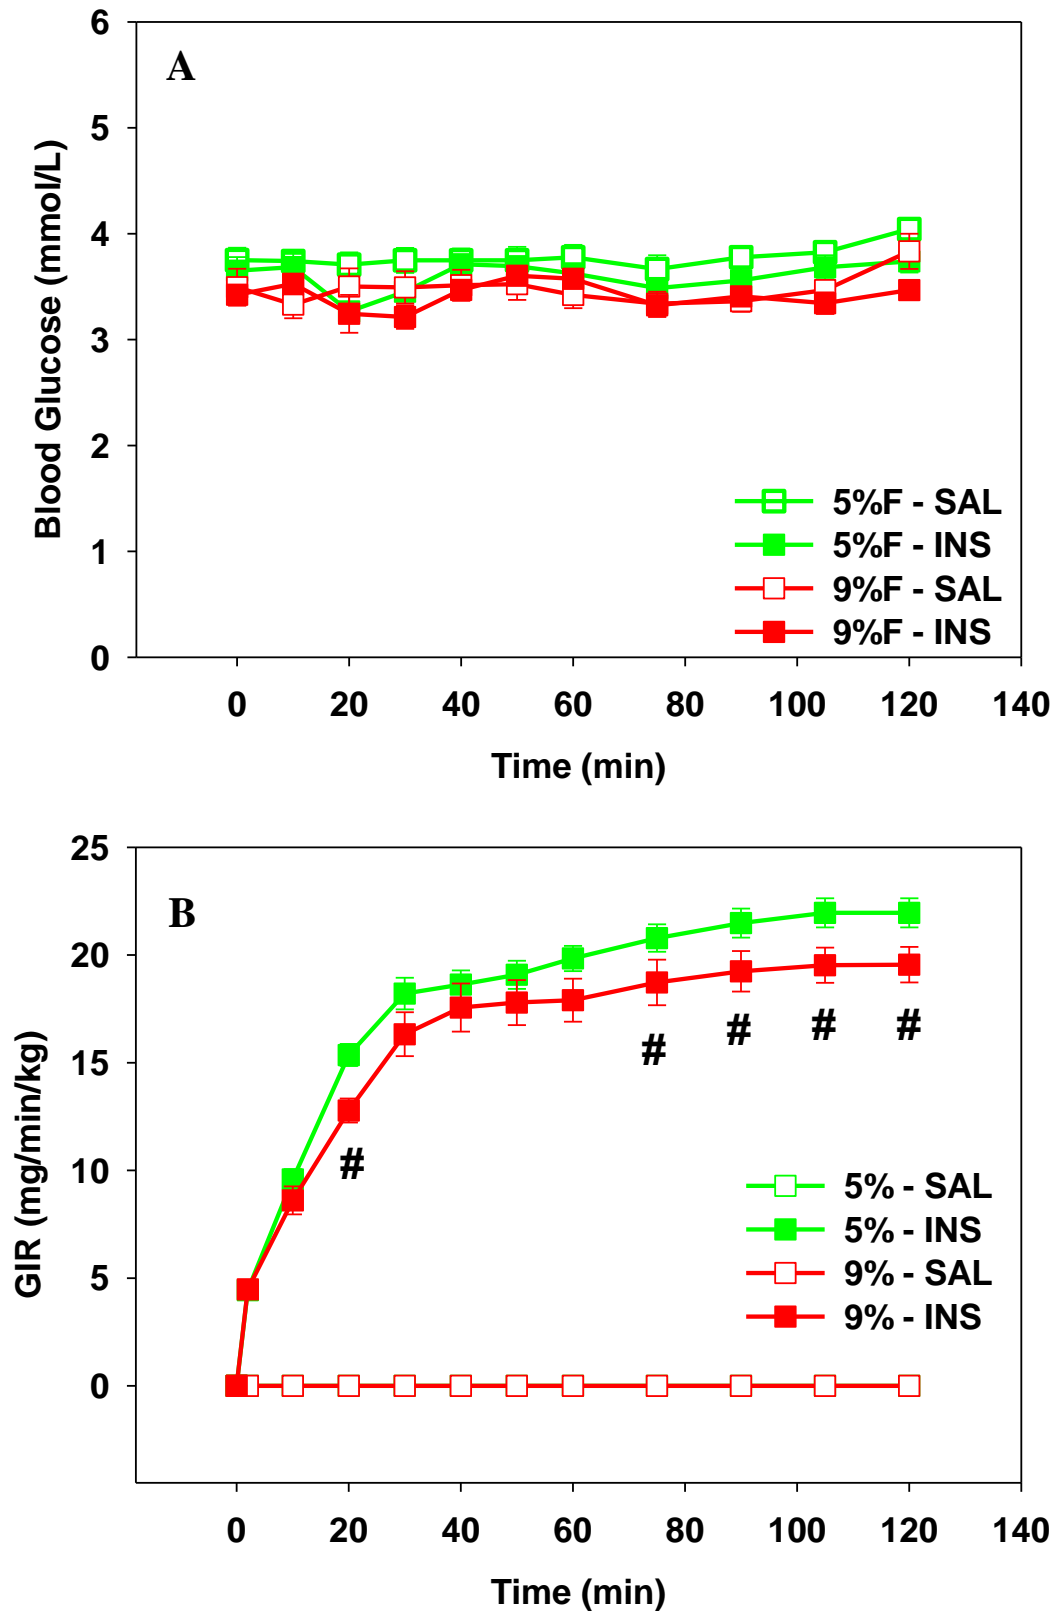 A
Blood Glucose (mmol/L)
6
5
4
3
2
1
0
5%F - SAL
5%F - INS
9%F - SAL
9%F - INS
0 20 40 60 80 100 120 140
Time (min)
B
GIR (mg/min/kg)
25
20
15
10
5
0
# # # #
#
5% - SAL
5% - INS
9% - SAL
9% - INS
0 20 40 60 80 100 120 140
Time (min)